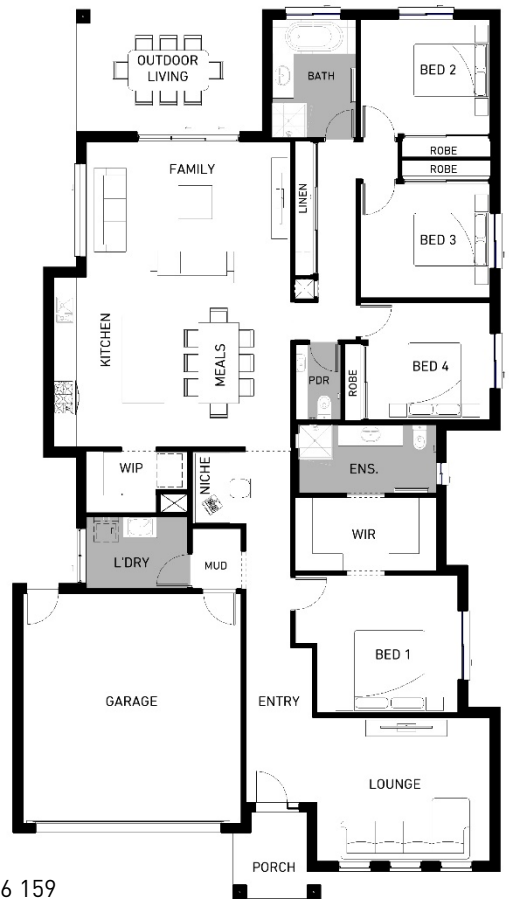 OUTDOOR
LIVING
BATH
BED 2
FAMILY
ROBE
ROBE
LINEN
BED 3
KITCHEN
MEALS
PDR
ROBE
BED 4
WIP
NICHE
ENS.
L'DRY
MUD
WIR
BED 1
GARAGE
ENTRY
LOUNGE
PORCH
6 159